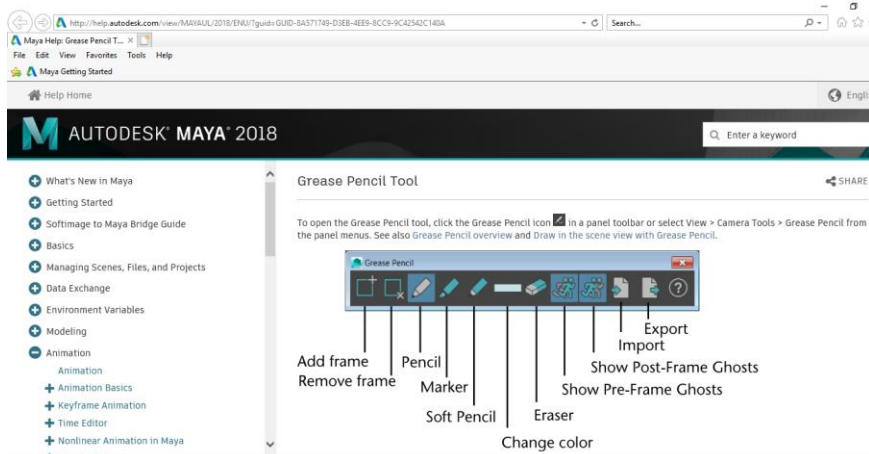 http://help.autodesk.com/view/MAYAUL/2018/ENU/?guid=GUID-8A571749-D3EB-4EE9-8CC9-9C42542C140A
Search...
Maya Help: Grease Pencil T...
File Edit View Favorites Tools Help
Maya Getting Started
Help Home
AUTODESK® MAYA® 2018
Enter a keyword
What's New in Maya
Getting Started
Softimage to Maya Bridge Guide
Basics
Managing Scenes, Files, and Projects
Data Exchange
Environment Variables
Modeling
Animation
Animation
Animation Basics
Keyframe Animation
Time Editor
Nonlinear Animation in Maya
Grease Pencil Tool
SHARE
To open the Grease Pencil tool, click the Grease Pencil icon in a panel toolbar or select View > Camera Tools > Grease Pencil from
the panel menus. See also Grease Pencil overview and Draw in the scene view with Grease Pencil.
Grease Pencil
Export
Import
Add frame
Pencil
Show Post-Frame Ghosts
Remove frame
Marker
Show Pre-Frame Ghosts
Soft Pencil
Eraser
Change color